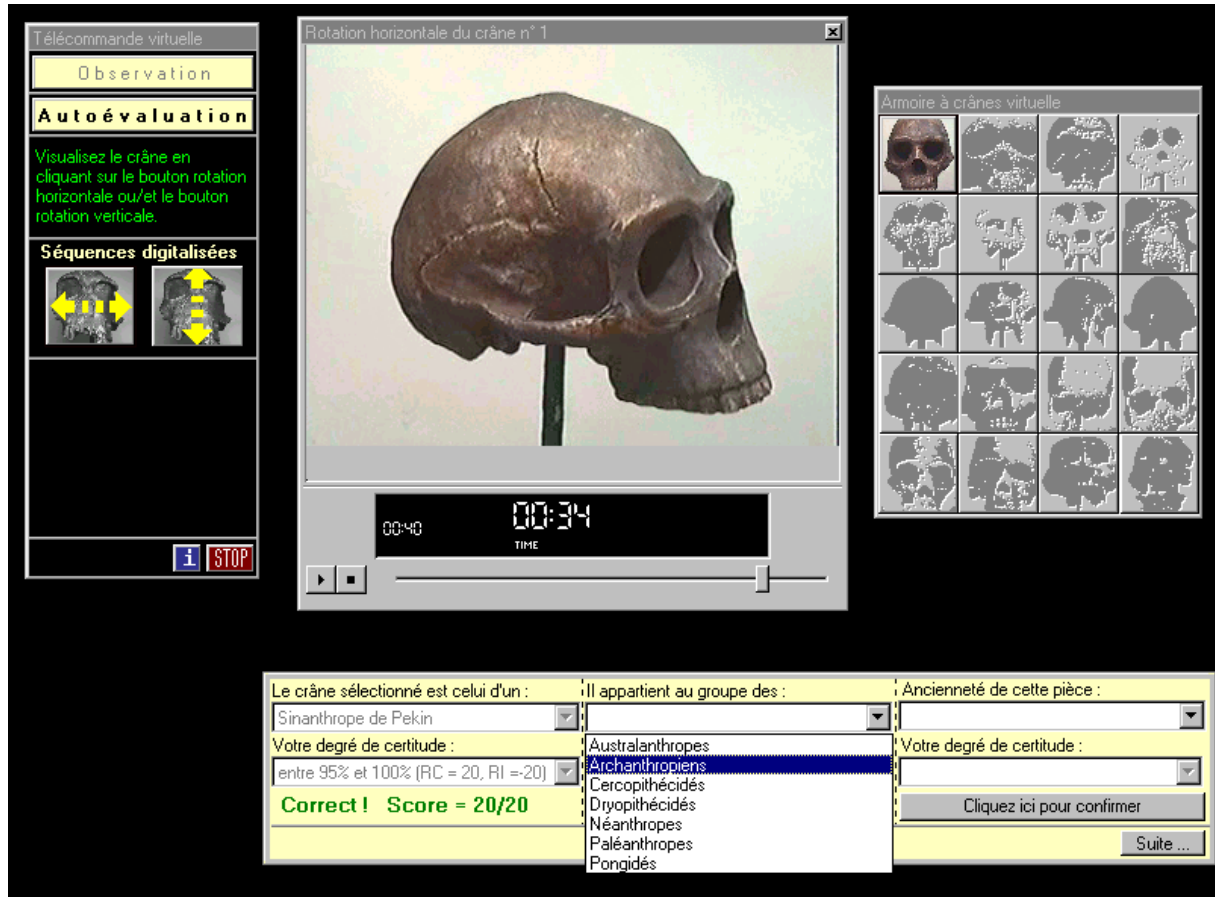 Télécommande virtuelle
Observation
Autoévaluation
Visualisez le crâne en
cliquant sur le bouton rotation
horizontale ou/et le bouton
rotation verticale.
Séquences digitalisées
i STOP
Rotation horizontale du crâne n° 1
00:40 00:34
TIME
Armoire à crânes virtuelle
Le crâne sélectionné est celui d'un :
Sinanthrope de Pekin
Votre degré de certitude :
entre 95% et 100% (RC = 20, RI =-20)
Correct ! Score = 20/20
Il appartient au groupe des :
Australanthropes
Archanthropiens
Cercopithécidés
Dryopithécidés
Néanthropes
Paléanthropes
Pongidés
Ancienneté de cette pièce :
Votre degré de certitude :
Cliquez ici pour confirmer
Suite ...